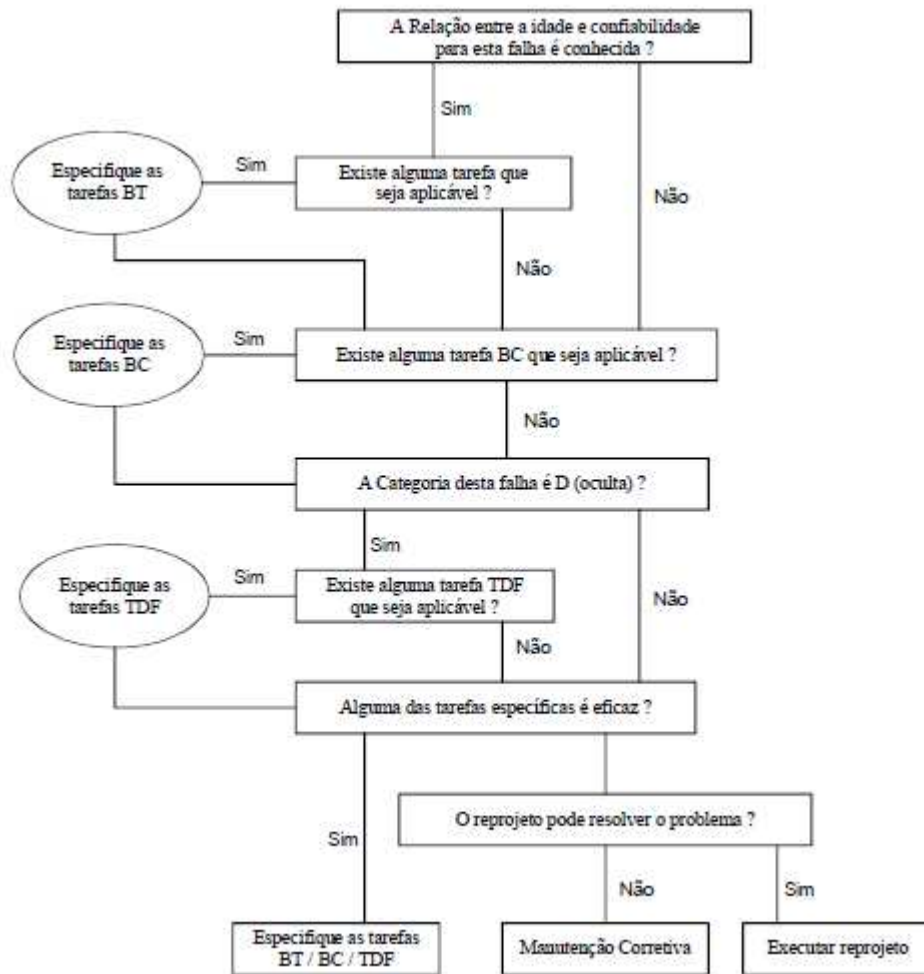 A Relação entre a idade e confiabilidade
para esta falha é conhecida ?
Sim
Especifique as
tarefas BT
Sim
Existe alguma tarefa que
seja aplicável ?
Não
Não
Especifique as
tarefas BC
Sim
Existe alguma tarefa BC que seja aplicável ?
Não
A Categoria desta falha é D (oculta) ?
Sim
Especifique as
tarefas TDF
Sim
Existe alguma tarefa TDF
que seja aplicável ?
Não
Não
Alguma das tarefas específicas é eficaz ?
O reprojeto pode resolver o problema ?
Sim
Não
Sim
Especifique as tarefas
BT / BC / TDF
Manutenção Corretiva
Executar reprojeto